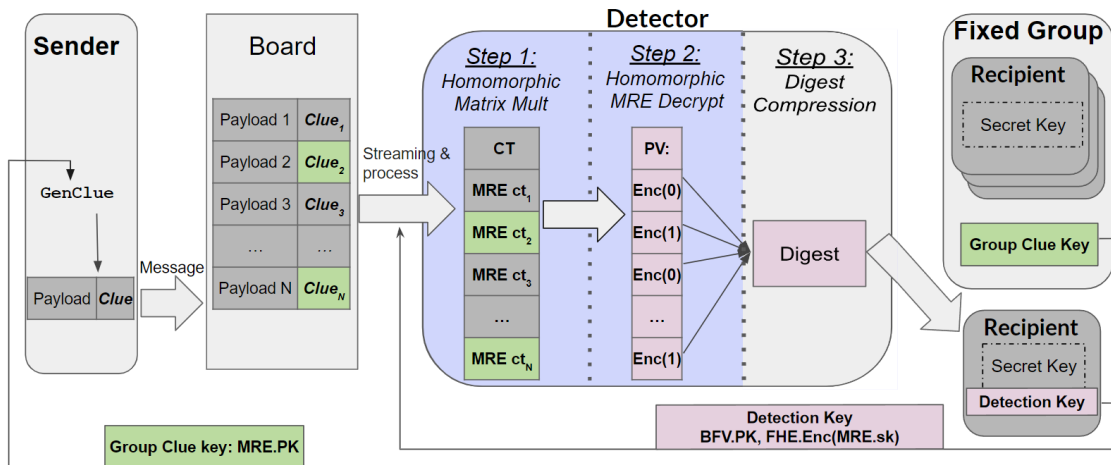 Sender
GenClue
Payload Clue
Message
Board
Payload 1 Clue₁
Payload 2 Clue₂
Payload 3 Clue₃
... ...
Payload N Clue_N
Streaming &
process
Detector
Step 1:
Homomorphic
Matrix Mult
CT
MRE ct₁
MRE ct₂
MRE ct₃
...
MRE ct_N
Step 2:
Homomorphic
MRE Decrypt
PV:
Enc(0)
Enc(1)
Enc(0)
...
Enc(1)
Step 3:
Digest
Compression
Digest
Fixed Group
Recipient
Secret Key
Group Clue Key
Recipient
Secret Key
Detection Key
Detection Key
BFV.PK, FHE.Enc(MRE.sk)
Group Clue key: MRE.PK